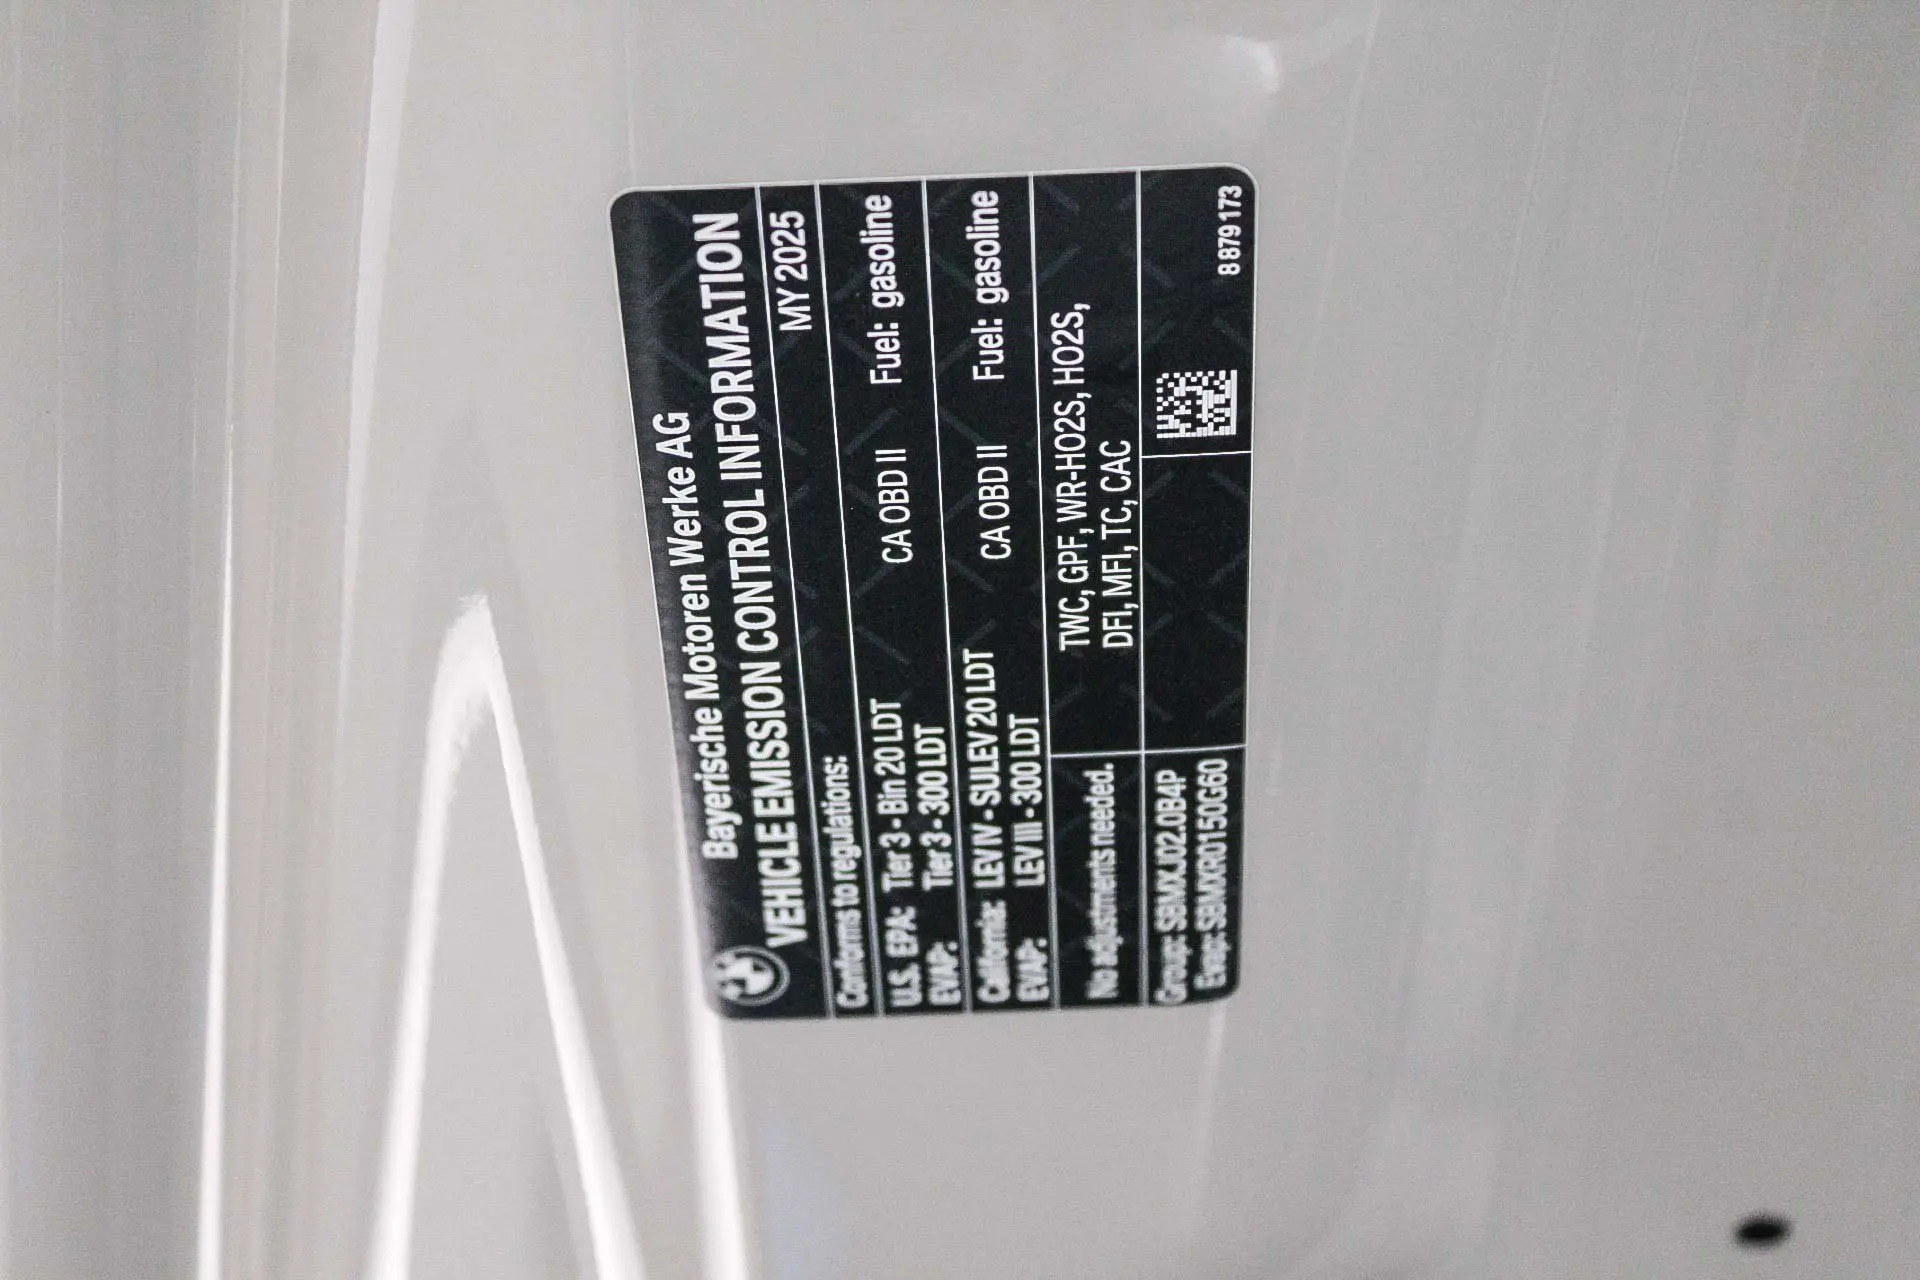 Bayerische Motoren Werke AG
VEHICLE EMISSION CONTROL INFORMATION
MY 2025
Conforms to regulations:
U.S. EPA: Tier 3 - Bin 20 LDT CA OBD II Fuel: gasoline
EVAP: Tier 3 - 300 LDT
California: LEV IV - SULEV 20 LDT CA OBD II Fuel: gasoline
EVAP: LEV III - 300 LDT
No adjustments needed.
TWC, GPF, WR-HO2S, HO2S,
DFI, MFI, TC, CAC
Group: SBMXJ02.0B4P
Evap: SBMXR0150G60
8 879 173